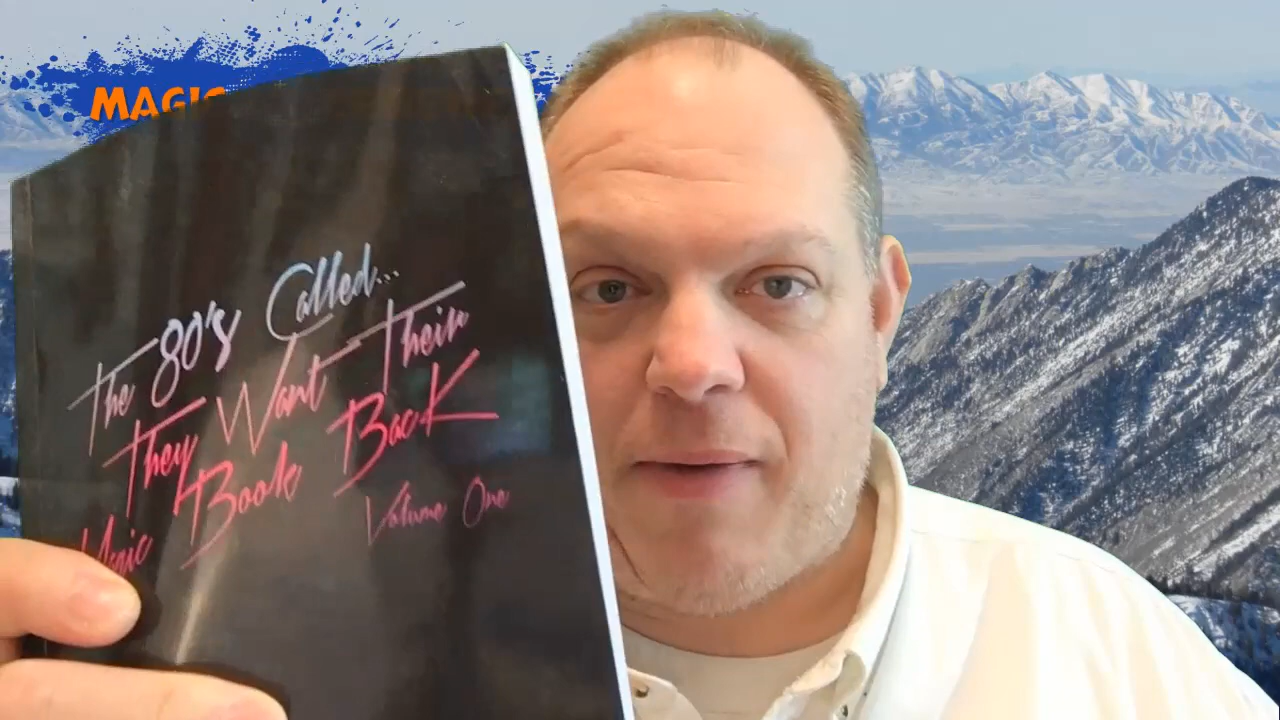 MAGIC
The 80's Called...
They Want Their
Magic Book Back
Volume One